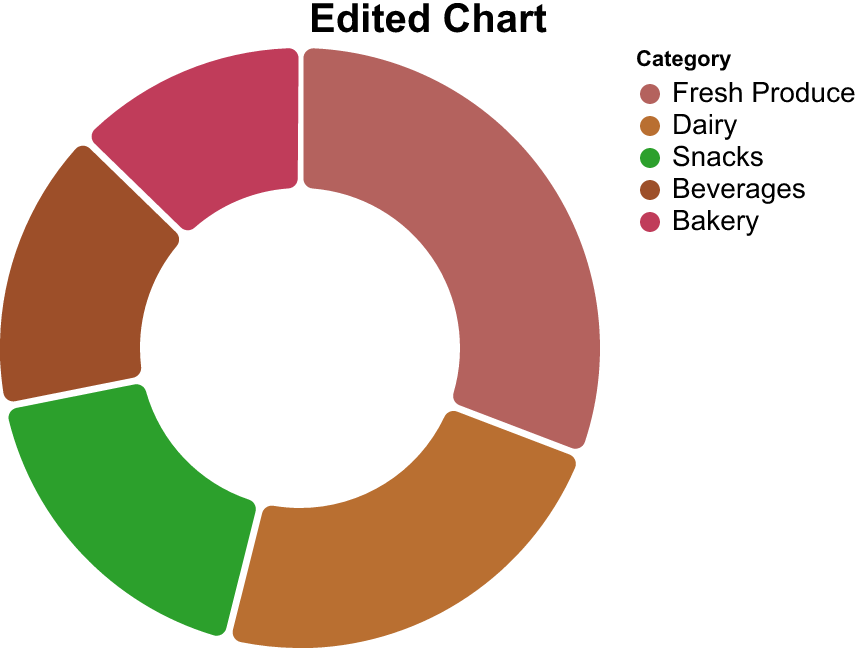 Edited Chart
Category
Fresh Produce
Dairy
Snacks
Beverages
Bakery